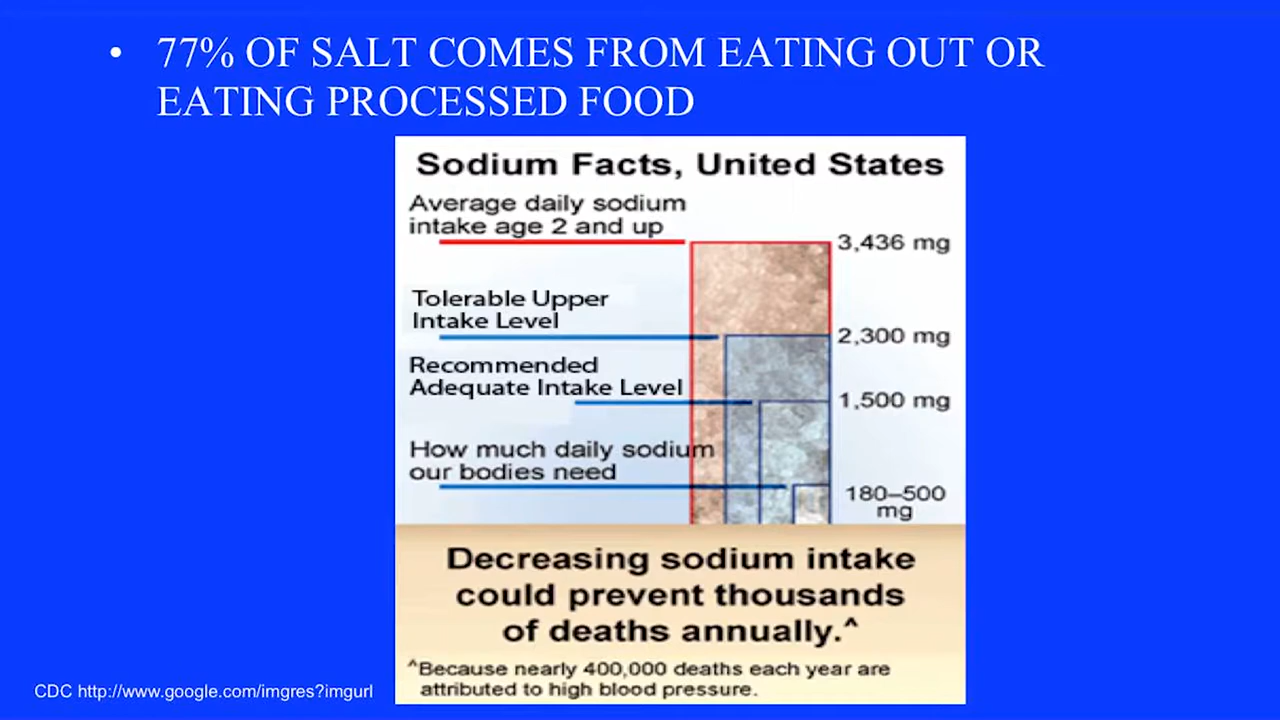 • 77% OF SALT COMES FROM EATING OUT OR
EATING PROCESSED FOOD
Sodium Facts, United States
Average daily sodium
intake age 2 and up
3,436 mg
Tolerable Upper
Intake Level
2,300 mg
Recommended
Adequate Intake Level
1,500 mg
How much daily sodium
our bodies need
180–500
mg
Decreasing sodium intake
could prevent thousands
of deaths annually.^
^Because nearly 400,000 deaths each year are
attributed to high blood pressure.
CDC http://www.google.com/imgres?imgurl